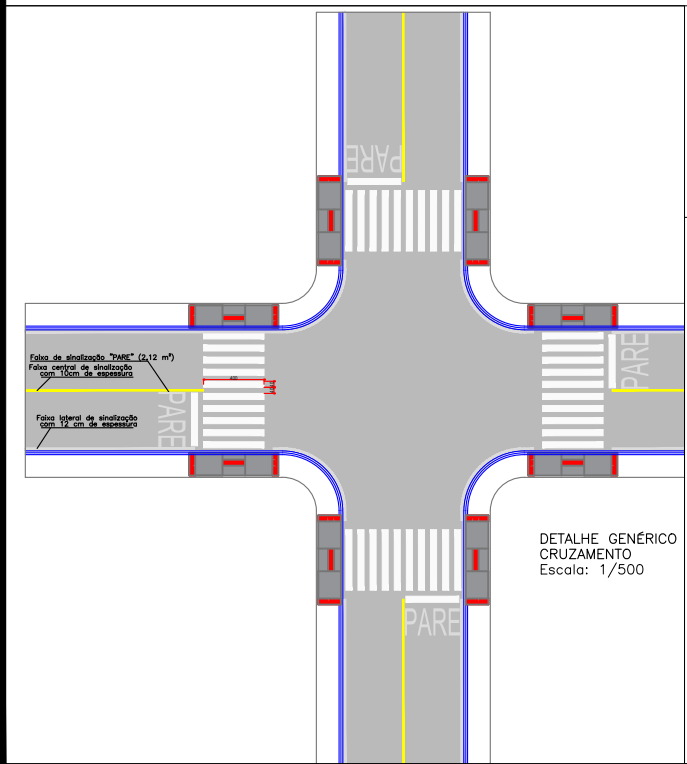 PARE
Faixa de sinalização "PARE" (2,12 m²)
Faixa central de sinalização
com 10cm de espessura
PARE
PARE
Faixa lateral de sinalização
com 12 cm de espessura
DETALHE GENÉRICO
CRUZAMENTO
Escala: 1/500
PARE